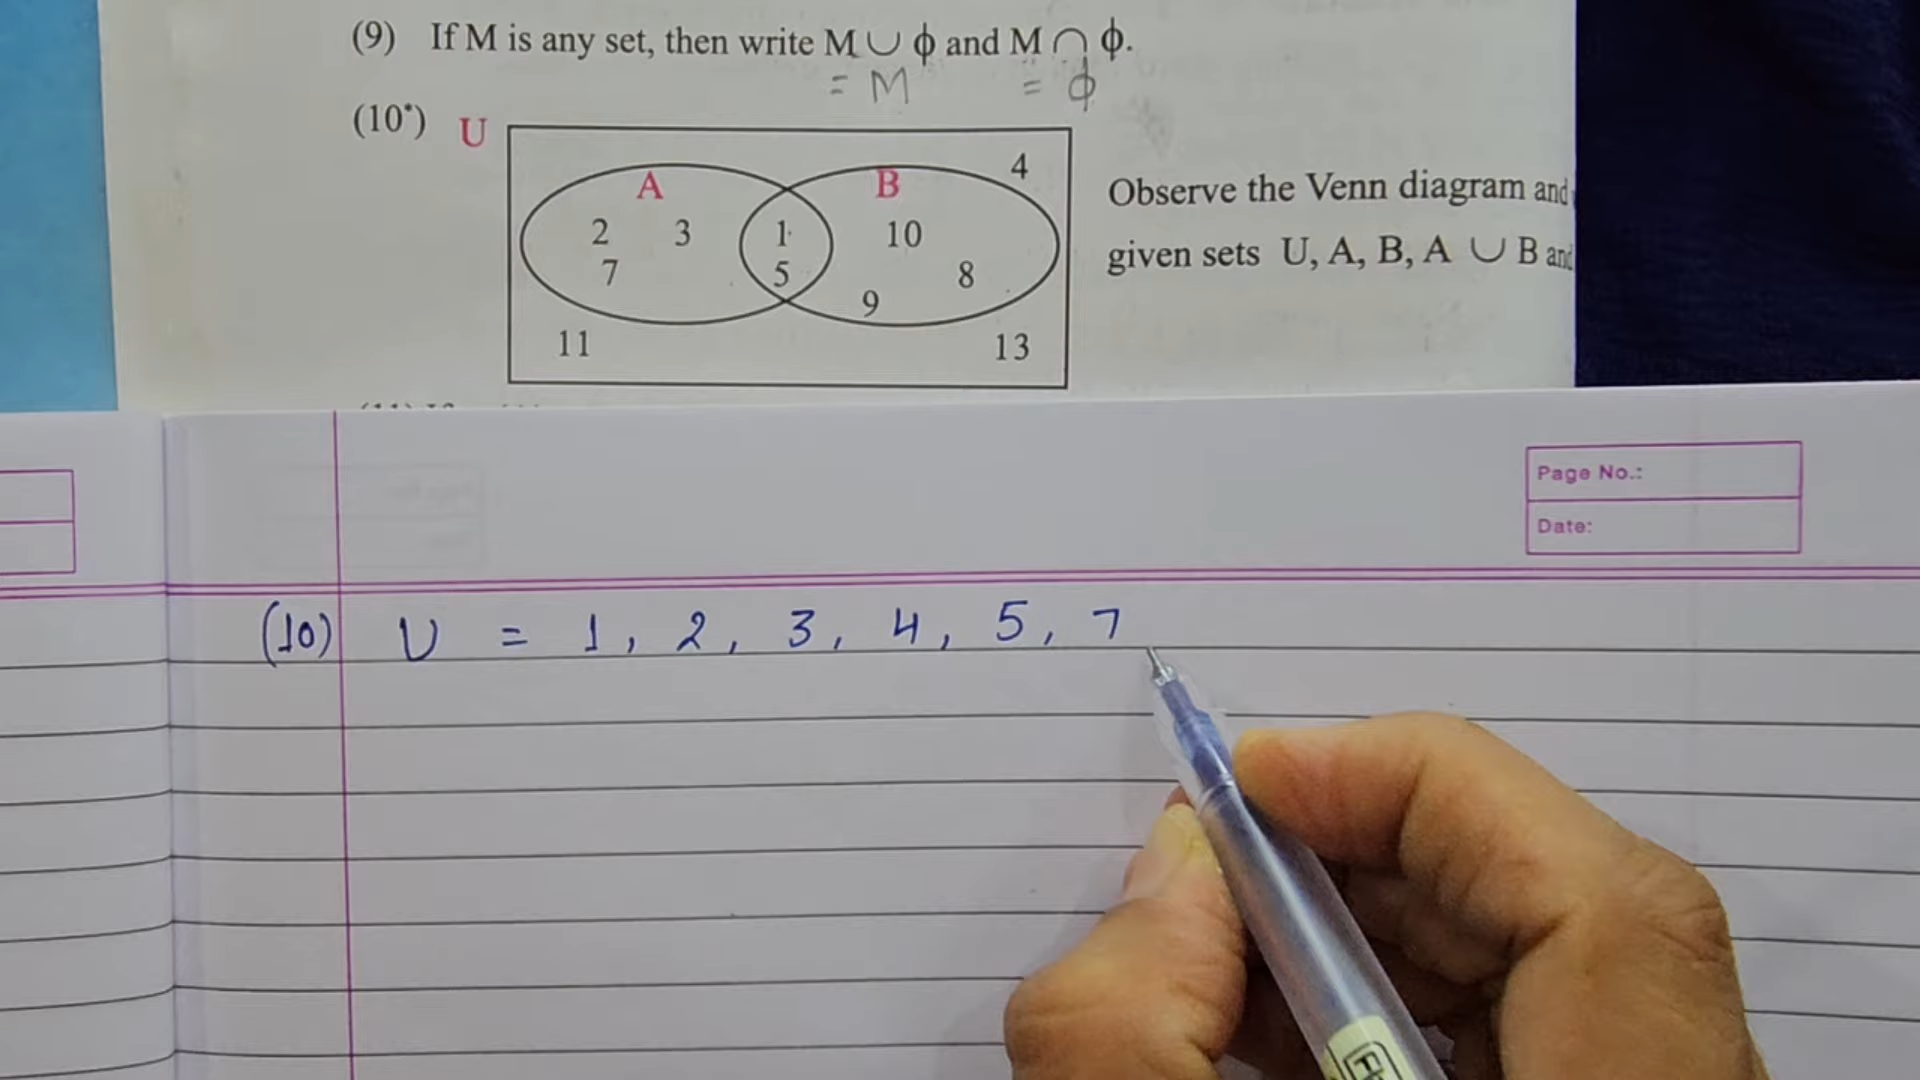 (9) If M is any set, then write M ∪ ϕ and M ∩ ϕ.
= M = ϕ
(10*) U
4
A B
2 3 1 10
7 5 8
9
11 13
Observe the Venn diagram and
given sets U, A, B, A ∪ B and
Page No.:
Date:
(10) U = 1, 2, 3, 4, 5, 7